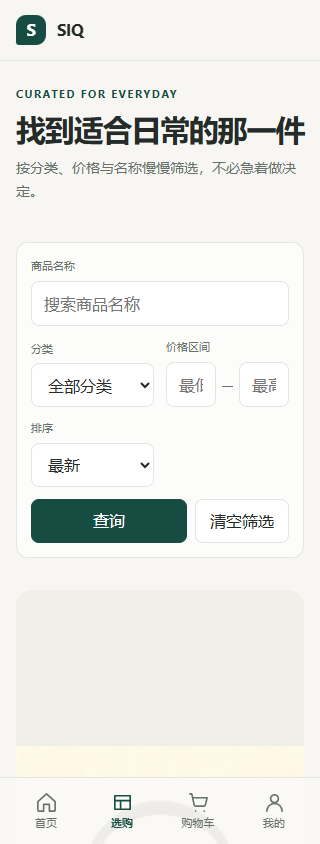 S SIQ
CURATED FOR EVERYDAY
找到适合日常的那一件
按分类、价格与名称慢慢筛选，不必急着做决
定。
商品名称
搜索商品名称
分类
价格区间
全部分类
最 — 最
排序
最新
查询
清空筛选
首页
选购
购物车
我的